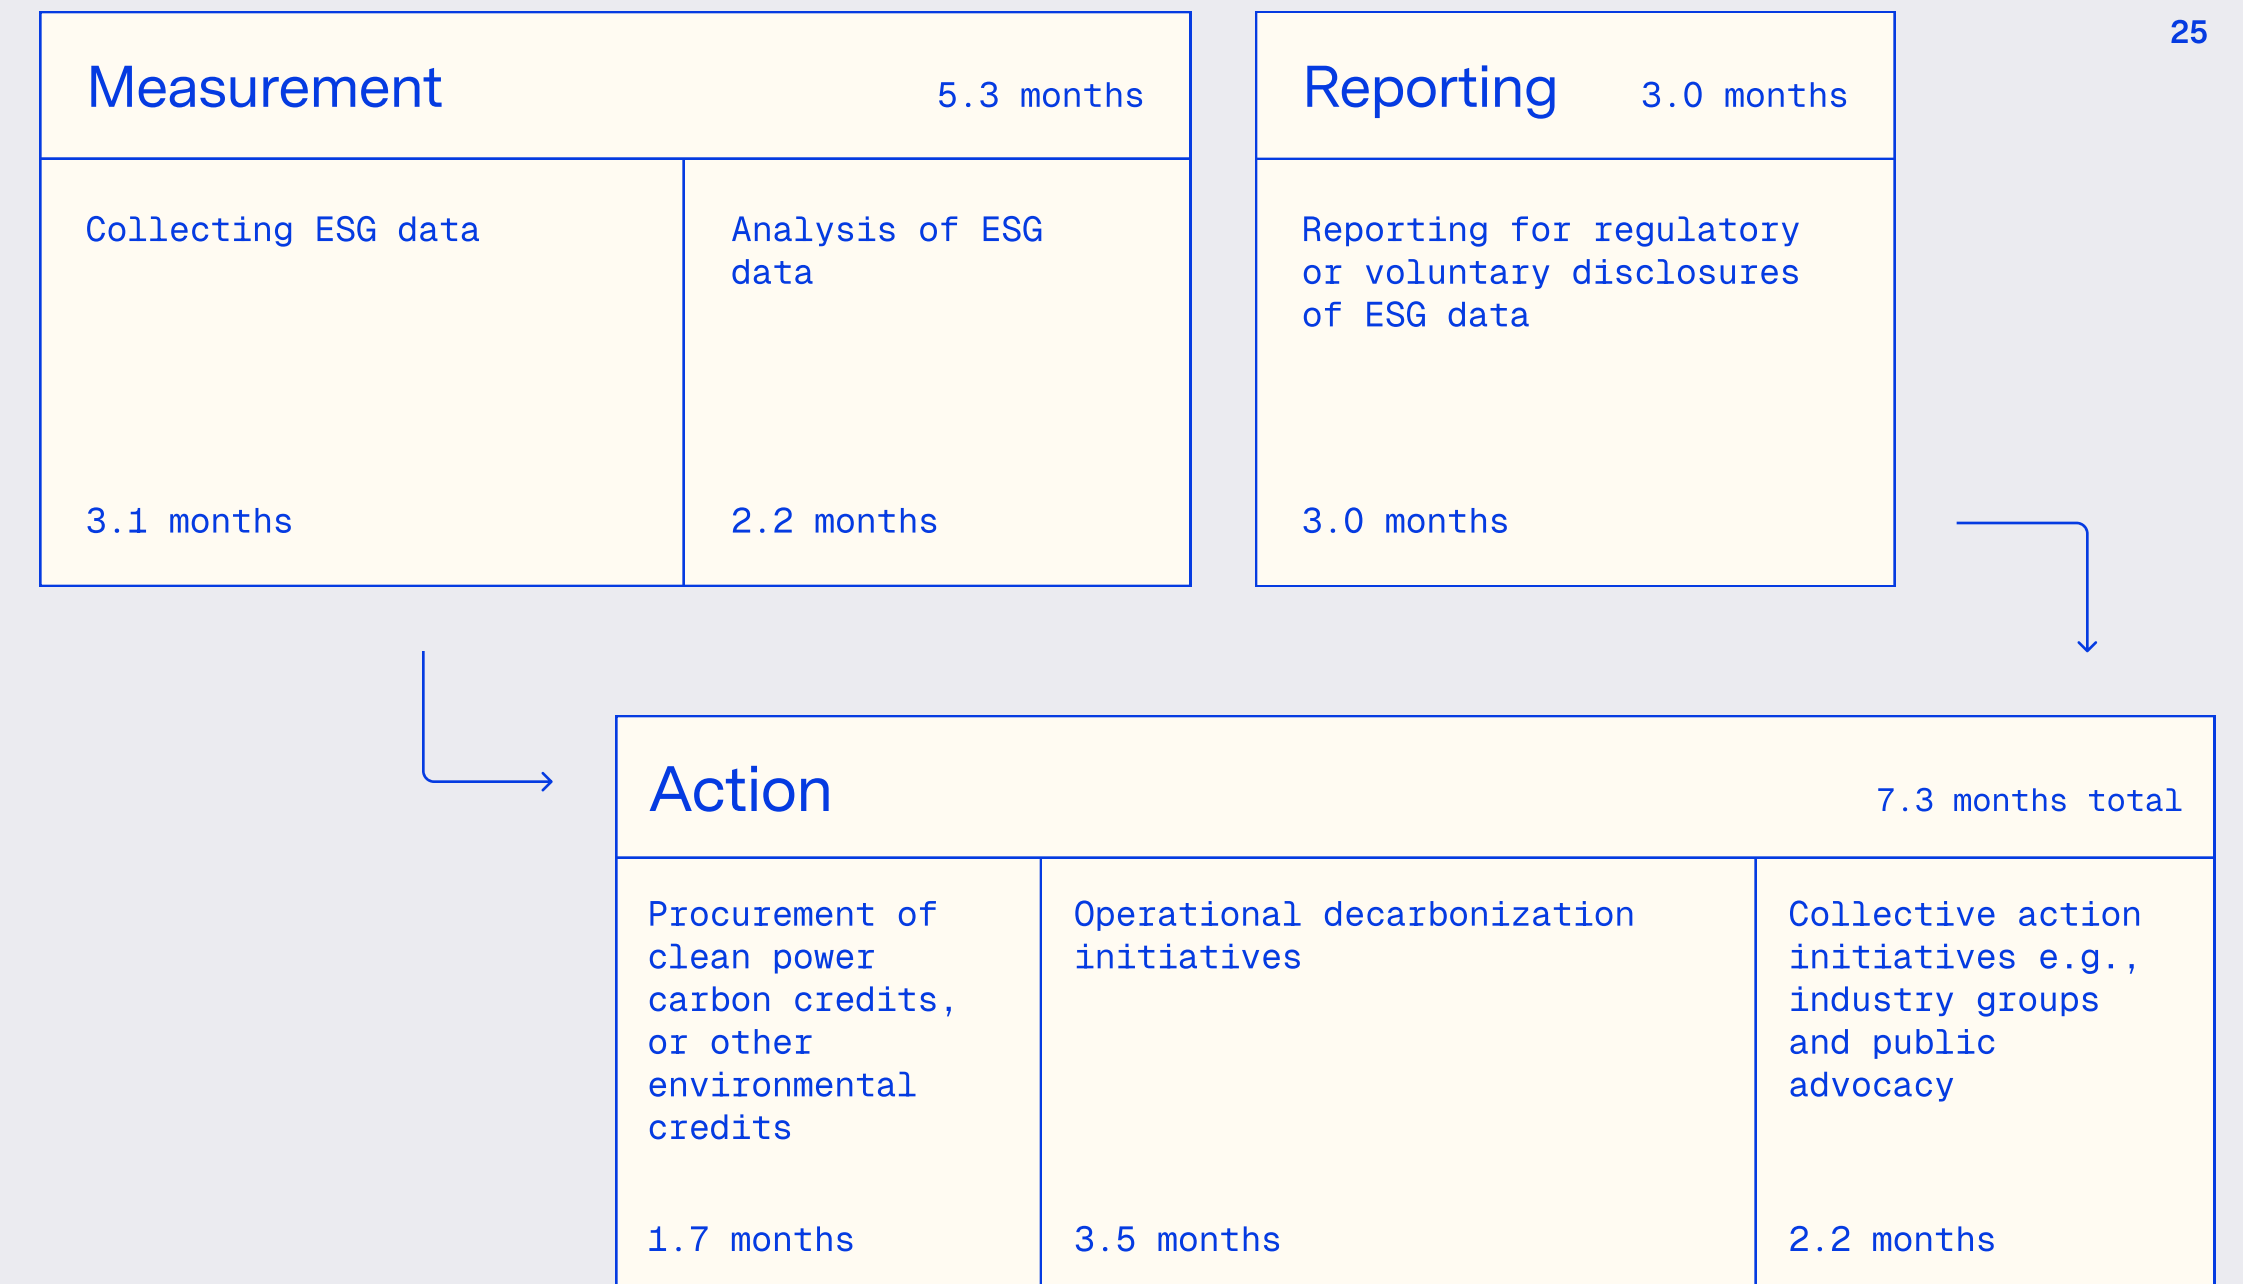 25
Measurement
5.3 months
Collecting ESG data
3.1 months
Analysis of ESG
data
2.2 months
Reporting
3.0 months
Reporting for regulatory
or voluntary disclosures
of ESG data
3.0 months
Action
7.3 months total
Procurement of
clean power
carbon credits,
or other
environmental
credits
1.7 months
Operational decarbonization
initiatives
3.5 months
Collective action
initiatives e.g.,
industry groups
and public
advocacy
2.2 months